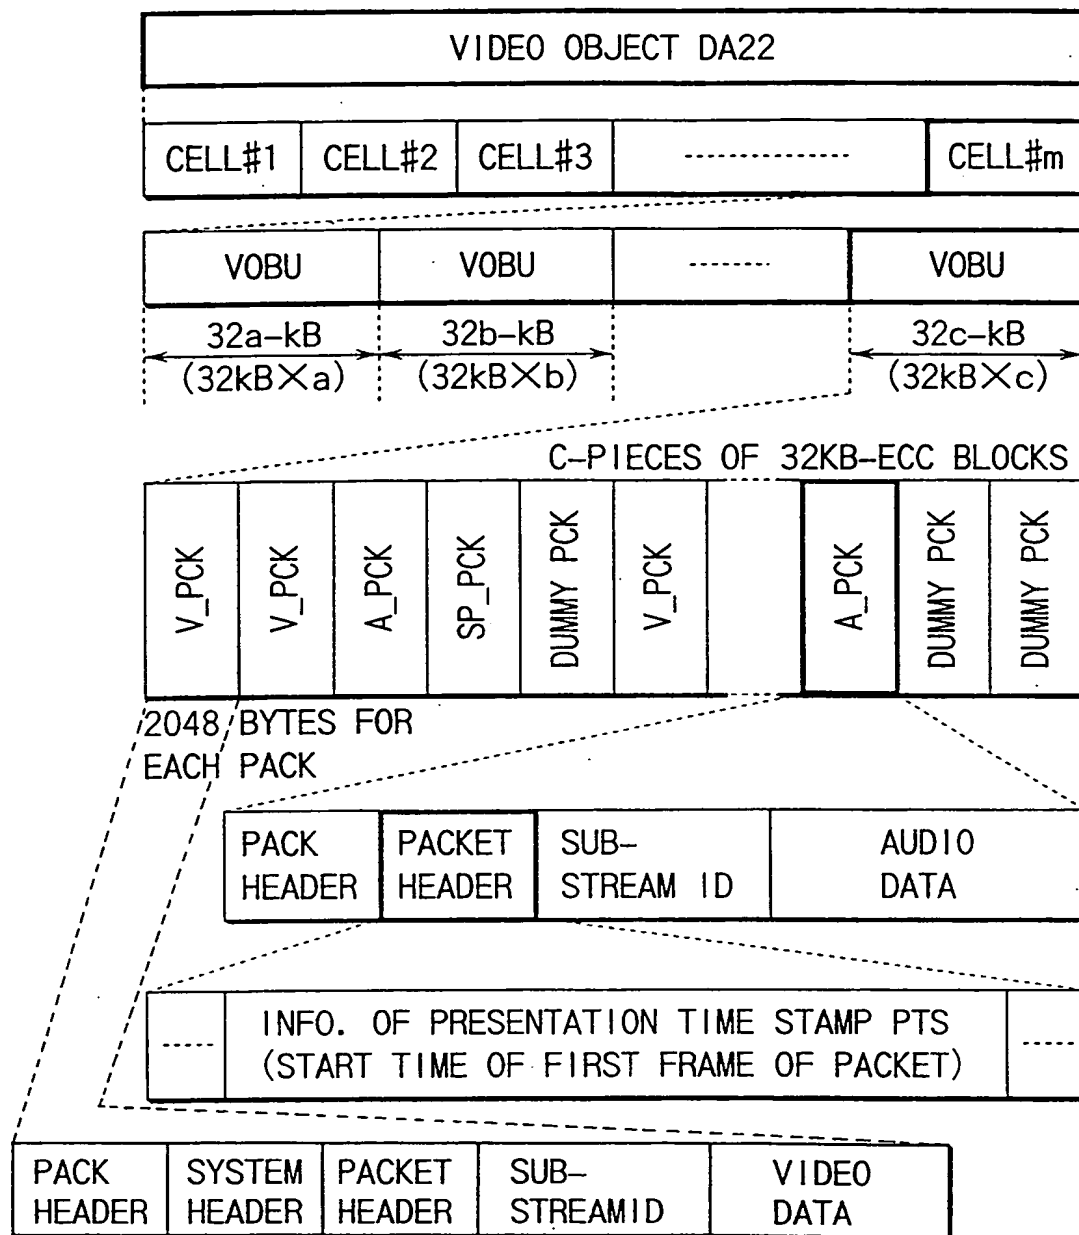 VIDEO OBJECT DA22
CELL#1 CELL#2 CELL#3 CELL#m
VOBU VOBU VOBU
32a-kB 32b-kB 32c-kB
(32kB×a) (32kB×b) (32kB×c)
C-PIECES OF 32KB-ECC BLOCKS
V_PCK V_PCK A_PCK SP_PCK DUMMY PCK V_PCK A_PCK DUMMY PCK DUMMY PCK
2048 BYTES FOR
EACH PACK
PACK PACKET SUB- AUDIO
HEADER HEADER STREAM ID DATA
INFO. OF PRESENTATION TIME STAMP PTS
(START TIME OF FIRST FRAME OF PACKET)
PACK SYSTEM PACKET SUB- VIDEO
HEADER HEADER HEADER STREAMID DATA